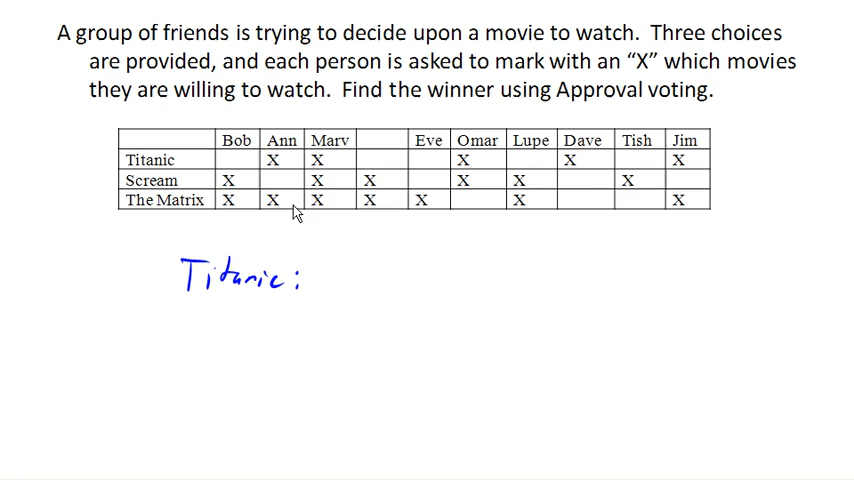 A group of friends is trying to decide upon a movie to watch. Three choices
are provided, and each person is asked to mark with an “X” which movies
they are willing to watch. Find the winner using Approval voting.
Bob Ann Marv Eve Omar Lupe Dave Tish Jim
Titanic X X X X X
Scream X X X X X X
The Matrix X X X X X X X
Titanic: